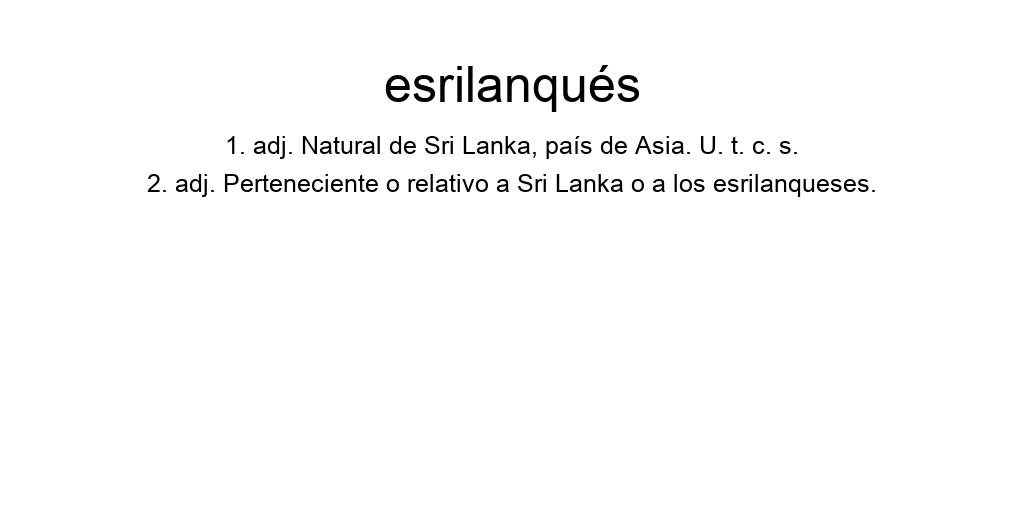 esrilanqués
1. adj. Natural de Sri Lanka, país de Asia. U. t. c. s.
2. adj. Perteneciente o relativo a Sri Lanka o a los esrilanqueses.